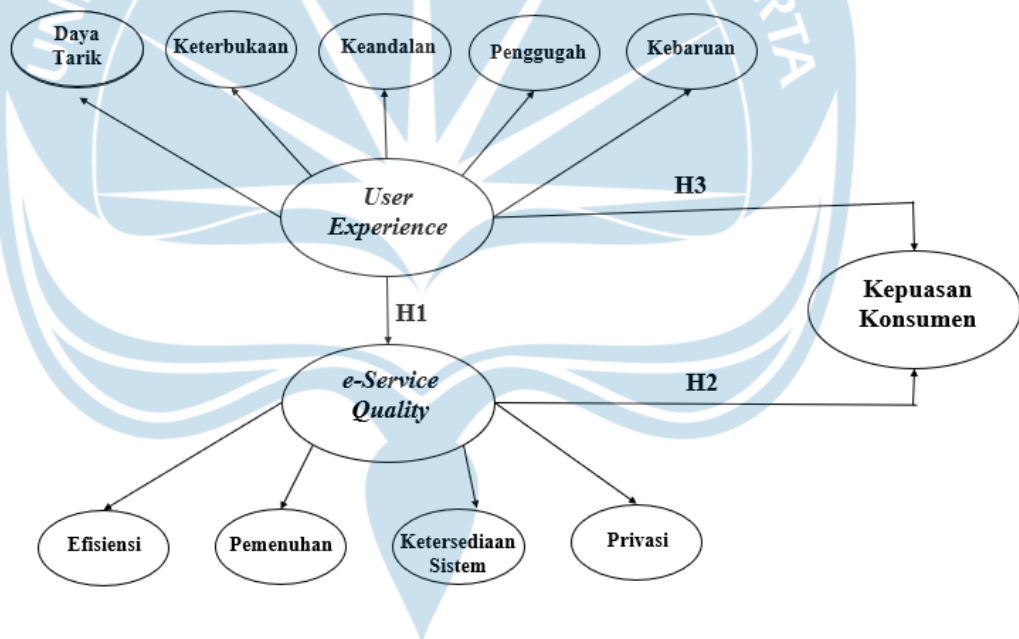 Daya
Tarik
Keterbukaan
Keandalan
Penggugah
Kebaruan
User
Experience
H3
H1
Kepuasan
Konsumen
e-Service
Quality
H2
Efisiensi
Pemenuhan
Ketersediaan
Sistem
Privasi